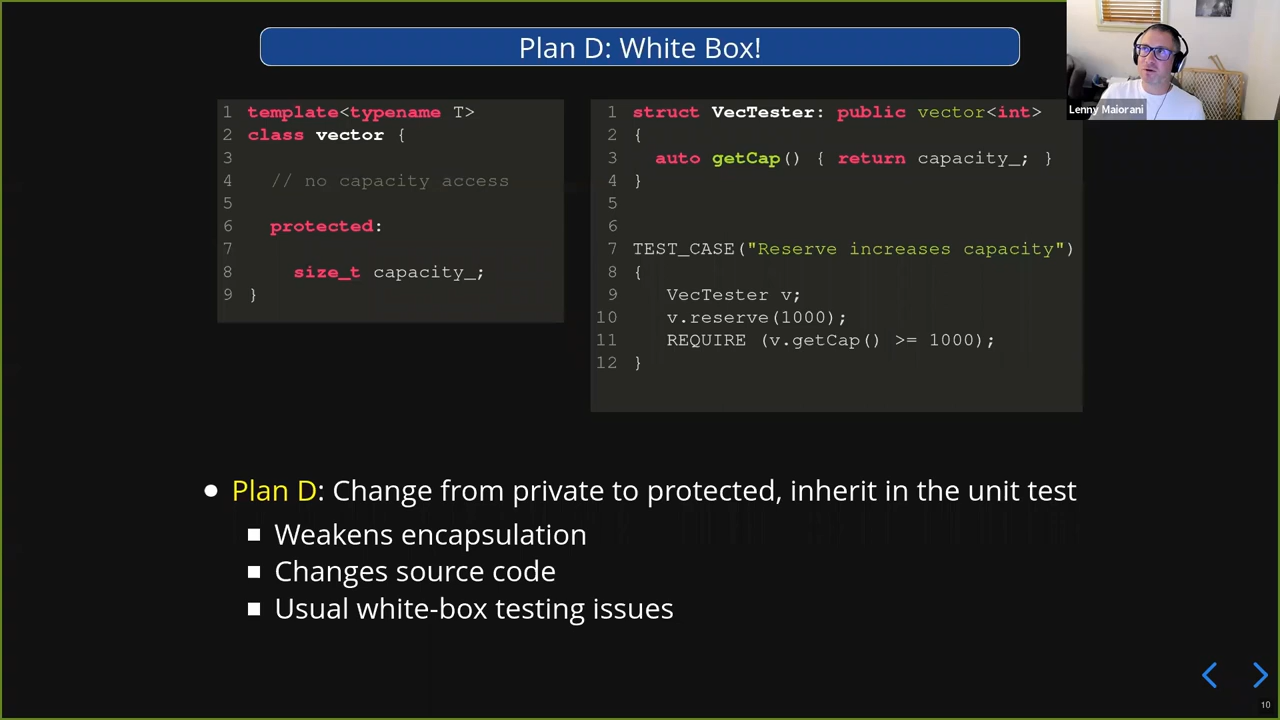 Plan D: White Box!
Lenny Maiorani
1 template<typename T>
2 class vector {
3
4 // no capacity access
5
6 protected:
7
8 size_t capacity_;
9 }
1 struct VecTester: public vector<int>
2 {
3 auto getCap() { return capacity_; }
4 }
5
6
7 TEST_CASE("Reserve increases capacity")
8 {
9 VecTester v;
10 v.reserve(1000);
11 REQUIRE (v.getCap() >= 1000);
12 }
● Plan D: Change from private to protected, inherit in the unit test
■ Weakens encapsulation
■ Changes source code
■ Usual white-box testing issues
10